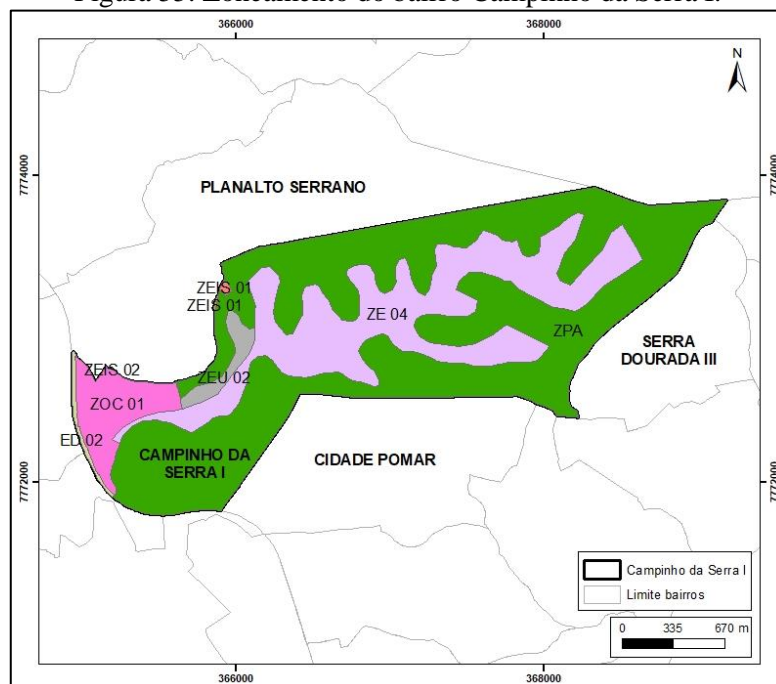 Figura 35: Zoneamento do bairro Campinho da Serra I.
366000
368000
N
7774000
7774000
PLANALTO SERRANO
ZEIS 01
ZEIS 01
ZE 04
ZPA
SERRA
DOURADA III
ZEIS 02
ZEU 02
ZOC 01
ED 02
CAMPINHO DA
SERRA I
CIDADE POMAR
7772000
7772000
Campinho da Serra I
Limite bairros
0 335 670 m
366000
368000